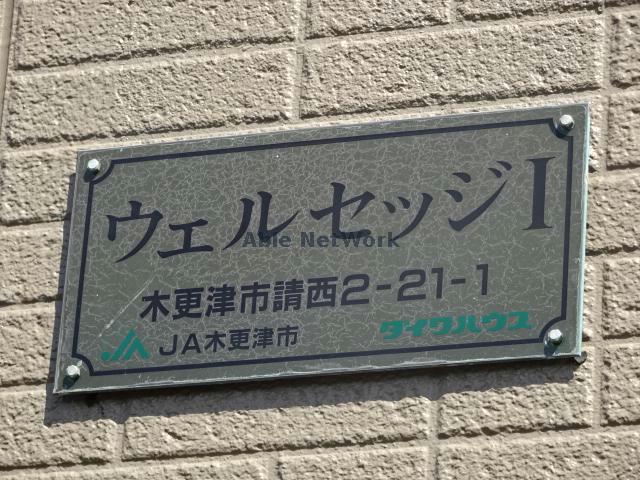 ウェルセッジI
Able NetWork
木更津市請西2-21-1
JA JA木更津市 ダイワハウス